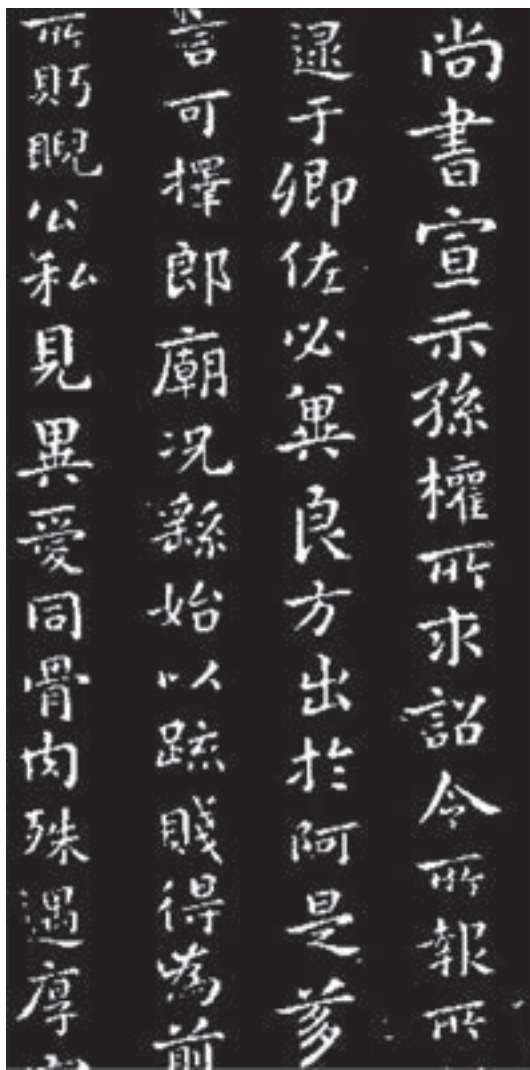 尚書宣示孫權所求詔令所報所
逮于卿佐必冀良方出於阿是芻
言可擇郎廟况繇始以疏賤得為前
所盱睨公私見異愛同骨肉殊遇厚